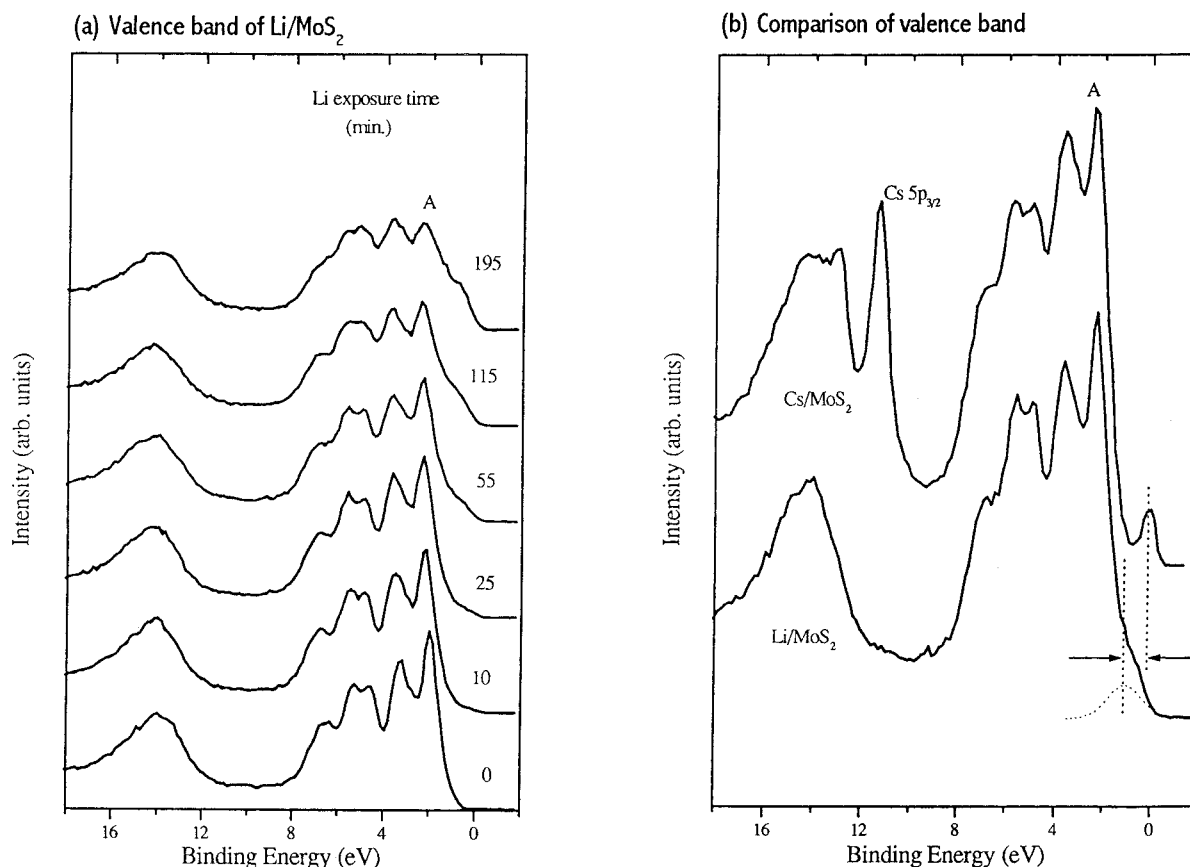 (a) Valence band of Li/MoS₂
Li exposure time
(min.)
A
195
115
55
25
10
0
Intensity (arb. units)
16 12 8 4 0
Binding Energy (eV)
(b) Comparison of valence band
A
Cs 5p₃/₂
Cs/MoS₂
Li/MoS₂
Intensity (arb. units)
16 12 8 4 0
Binding Energy (eV)